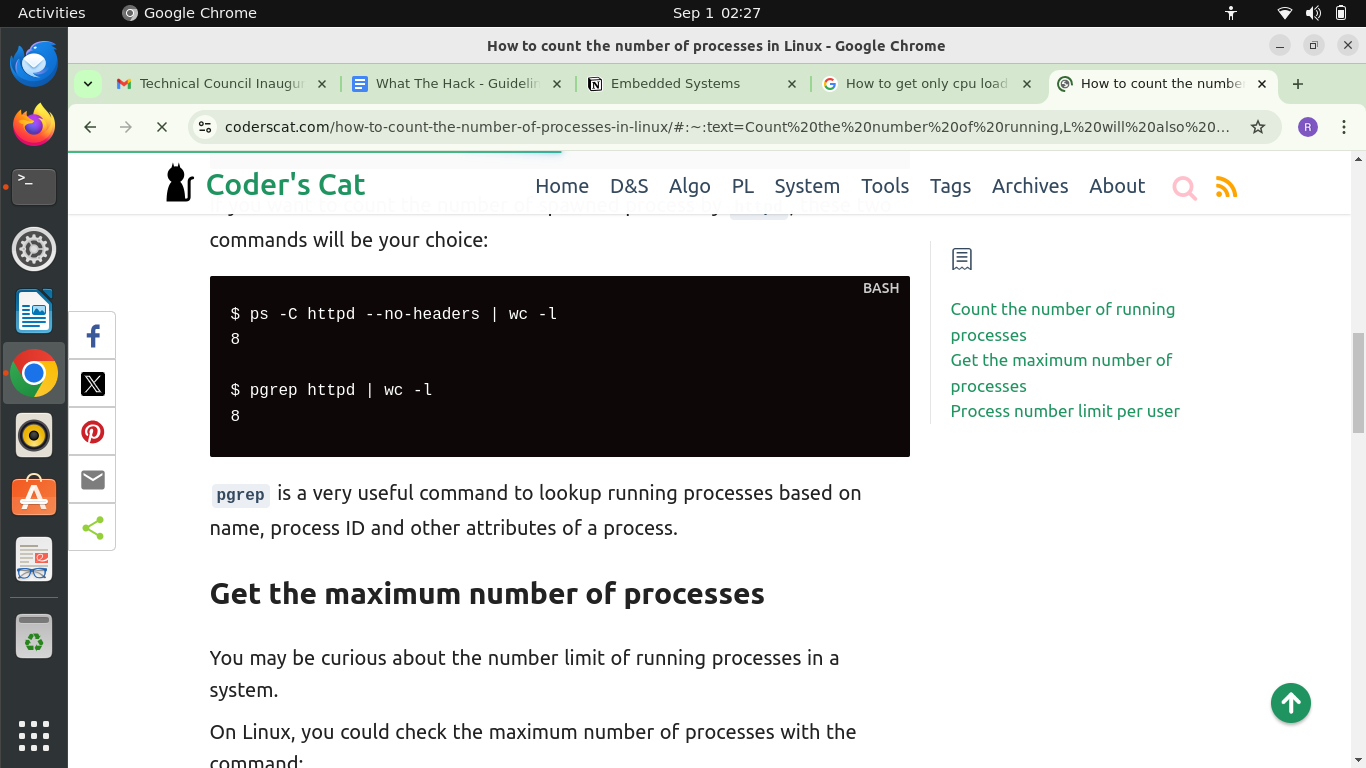 Activities
Google Chrome
Sep 1 02:27
How to count the number of processes in Linux - Google Chrome
Technical Council Inaugur
What The Hack - Guidelin
Embedded Systems
How to get only cpu load
How to count the numbe
coderscat.com/how-to-count-the-number-of-processes-in-linux/#:~:text=Count%20the%20number%20of%20running,L%20will%20also%20...
R
Coder's Cat
Home
D&S
Algo
PL
System
Tools
Tags
Archives
About
commands will be your choice:
BASH
$ ps -C httpd --no-headers | wc -l
8
$ pgrep httpd | wc -l
8
pgrep is a very useful command to lookup running processes based on
name, process ID and other attributes of a process.
Get the maximum number of processes
You may be curious about the number limit of running processes in a
system.
On Linux, you could check the maximum number of processes with the
command:
Count the number of running
processes
Get the maximum number of
processes
Process number limit per user